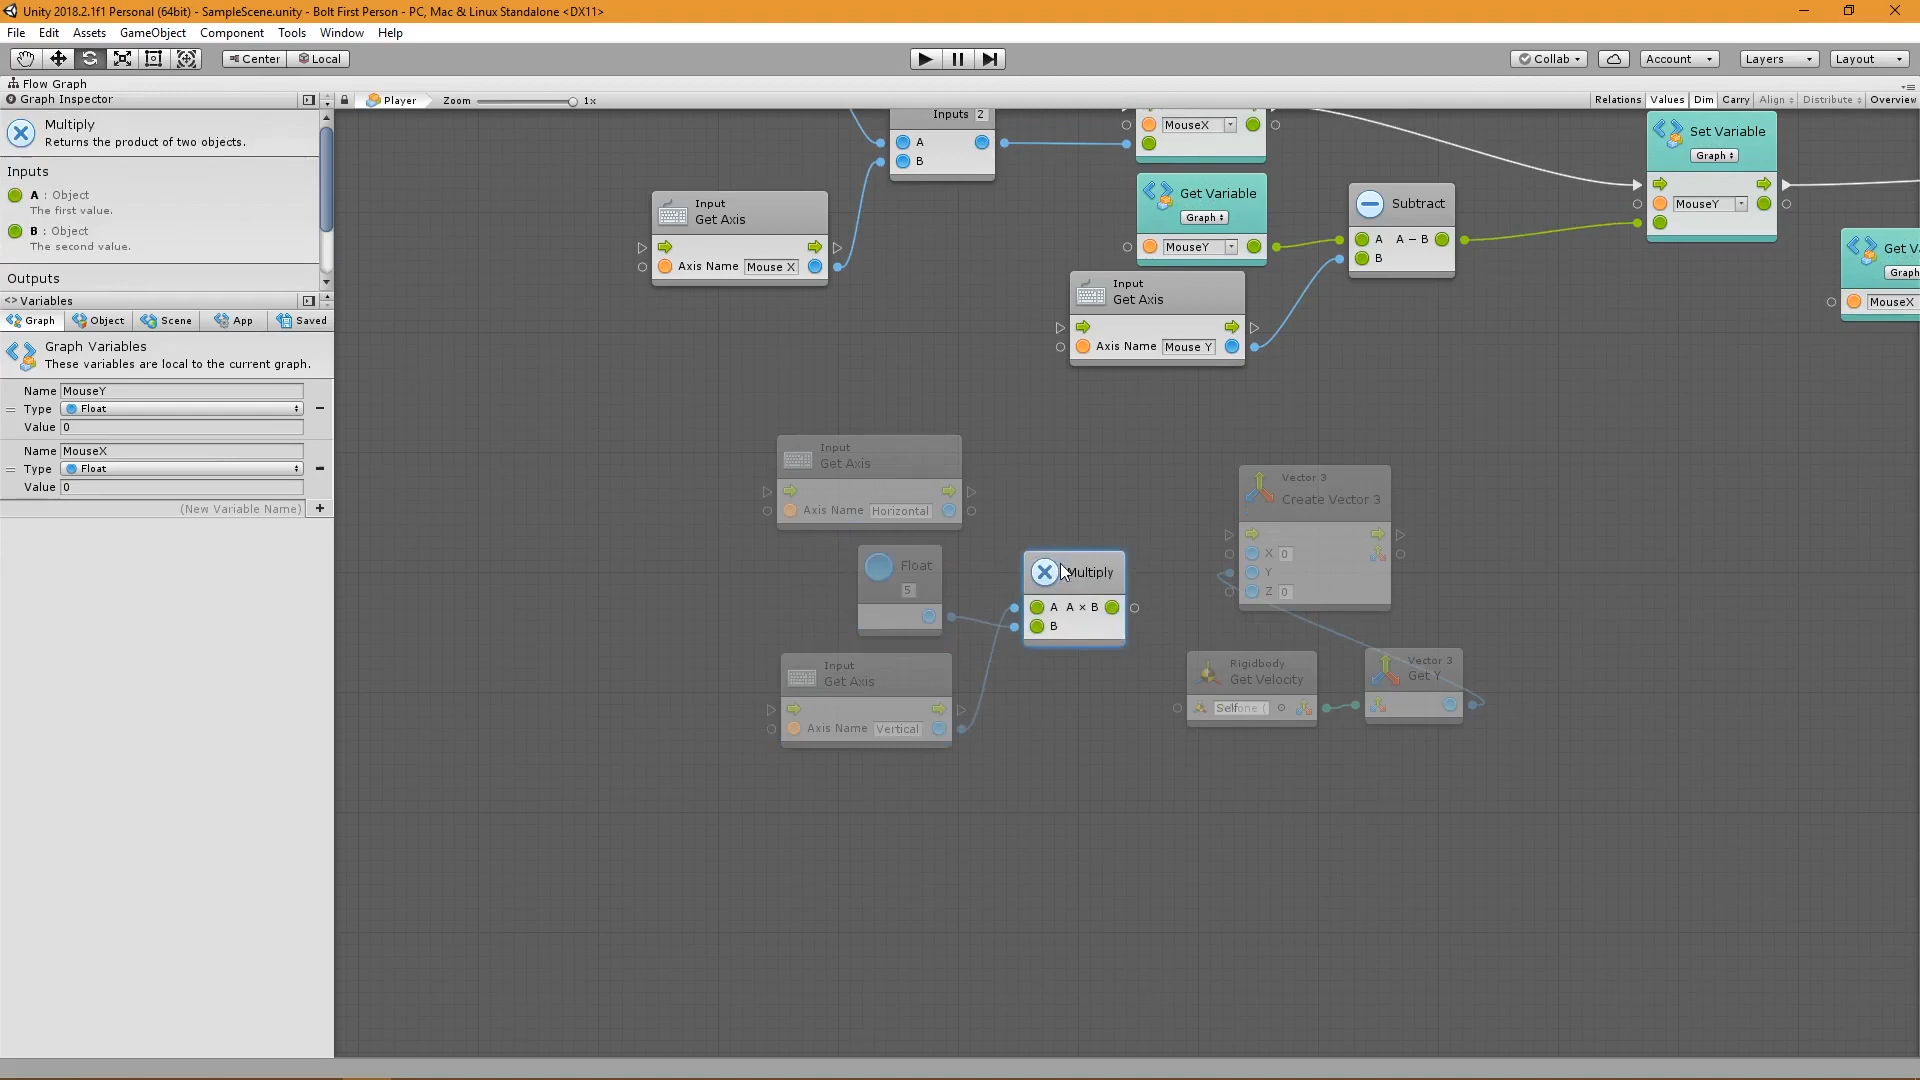 Unity 2018.2.1f1 Personal (64bit) - SampleScene.unity - Bolt First Person - PC, Mac & Linux Standalone <DX11>
File Edit Assets GameObject Component Tools Window Help
Center Local Collab Account Layers Layout
Flow Graph
Graph Inspector Player Zoom 1x Relations Values Dim Carry Align Distribute Overview
Multiply
Returns the product of two objects.
Inputs
A : Object
The first value.
B : Object
The second value.
Outputs
<> Variables
Graph Object Scene App Saved
Graph Variables
These variables are local to the current graph.
Name MouseY
Type Float
Value 0
Name MouseX
Type Float
Value 0
(New Variable Name)
Inputs 2
A
B
MouseX
Set Variable
Graph
MouseY
Input
Get Axis
Axis Name Mouse X
Get Variable
Graph
MouseY
Subtract
A A − B
B
Get V
Graph
MouseX
Input
Get Axis
Axis Name Mouse Y
Input
Get Axis
Axis Name Horizontal
Vector 3
Create Vector 3
X 0
Y
Z 0
Float
5
Multiply
A A × B
B
Input
Get Axis
Axis Name Vertical
Rigidbody
Get Velocity
Vector 3
Get Y